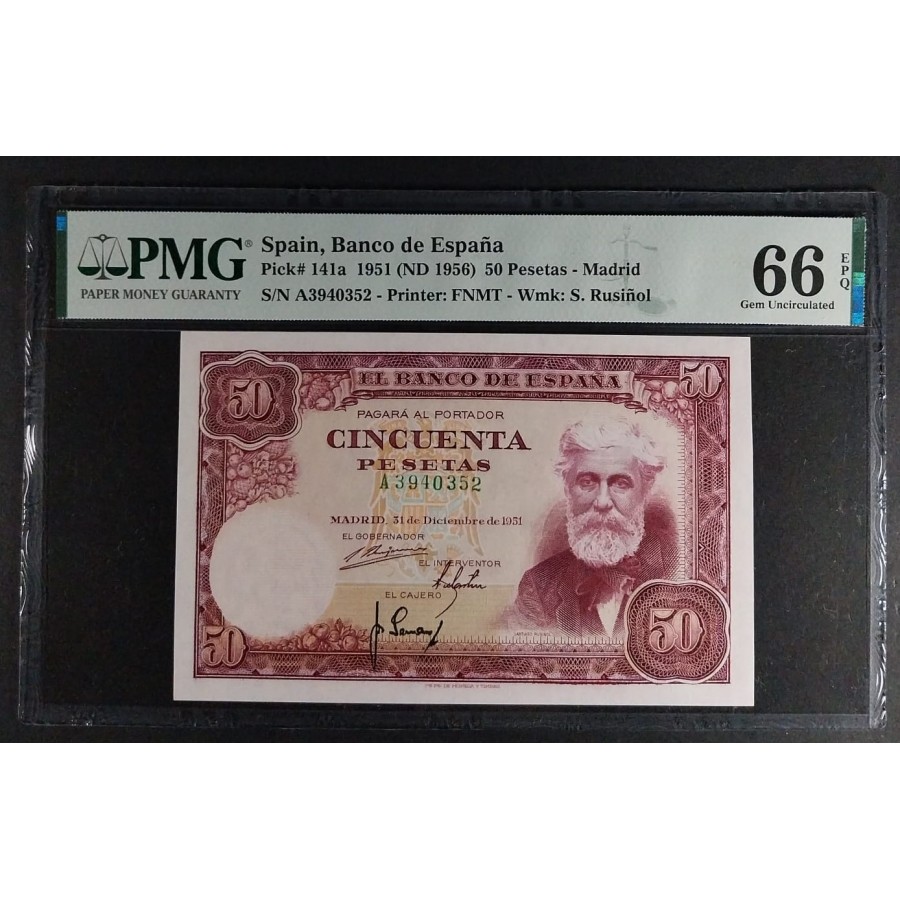 PMG®
PAPER MONEY GUARANTY
Spain, Banco de España
Pick# 141a 1951 (ND 1956) 50 Pesetas - Madrid
S/N A3940352 - Printer: FNMT - Wmk: S. Rusiñol
66
EPQ
Gem Uncirculated
50
EL BANCO DE ESPAÑA
50
PAGARÁ AL PORTADOR
CINCUENTA
PESETAS
A3940352
MADRID, 31 de Diciembre de 1951
EL GOBERNADOR
EL INTERVENTOR
EL CAJERO
50
50